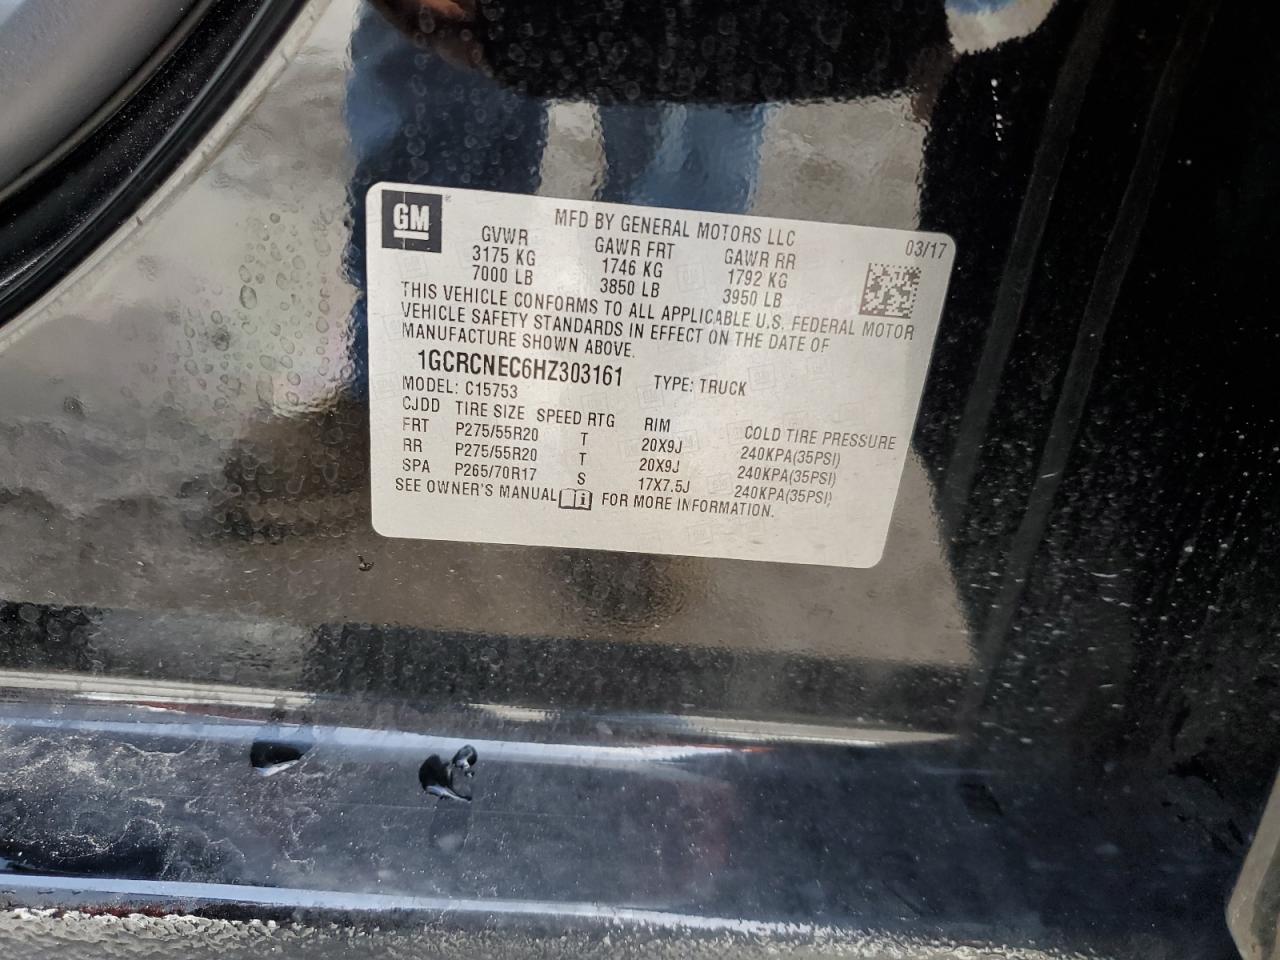 GM
MFD BY GENERAL MOTORS LLC 03/17
GVWR GAWR FRT GAWR RR
3175 KG 1746 KG 1792 KG
7000 LB 3850 LB 3950 LB
THIS VEHICLE CONFORMS TO ALL APPLICABLE U.S. FEDERAL MOTOR
VEHICLE SAFETY STANDARDS IN EFFECT ON THE DATE OF
MANUFACTURE SHOWN ABOVE.
1GCRCNEC6HZ303161 TYPE: TRUCK
MODEL: C15753
CJDD TIRE SIZE SPEED RTG RIM COLD TIRE PRESSURE
FRT P275/55R20 T 20X9J 240KPA(35PSI)
RR P275/55R20 T 20X9J 240KPA(35PSI)
SPA P265/70R17 S 17X7.5J 240KPA(35PSI)
SEE OWNER'S MANUAL FOR MORE INFORMATION.